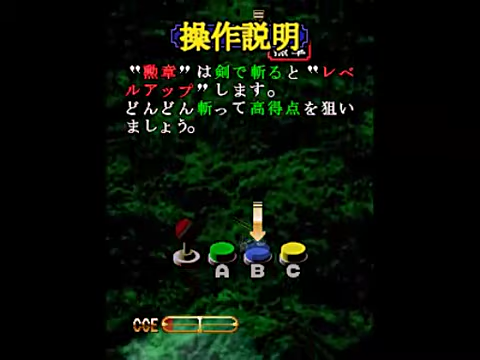 操作説明
“勲章”は剣で斬ると“レベ
ルアップ”します。
どんどん斬って高得点を狙い
ましょう。
A B C